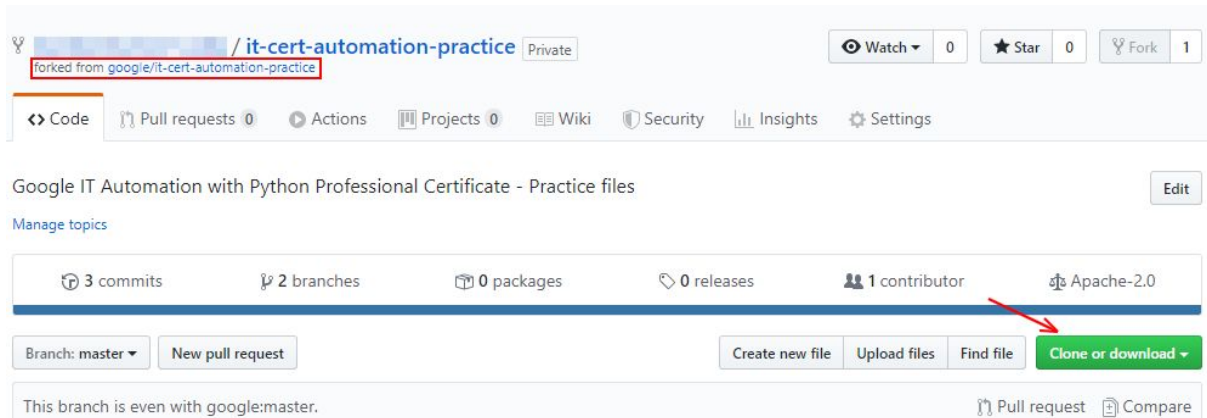 / it-cert-automation-practice Private
Watch 0 Star 0 Fork 1
forked from google/it-cert-automation-practice
Code Pull requests 0 Actions Projects 0 Wiki Security Insights Settings
Google IT Automation with Python Professional Certificate - Practice files
Edit
Manage topics
3 commits 2 branches 0 packages 0 releases 1 contributor Apache-2.0
Branch: master New pull request Create new file Upload files Find file Clone or download
This branch is even with google:master. Pull request Compare